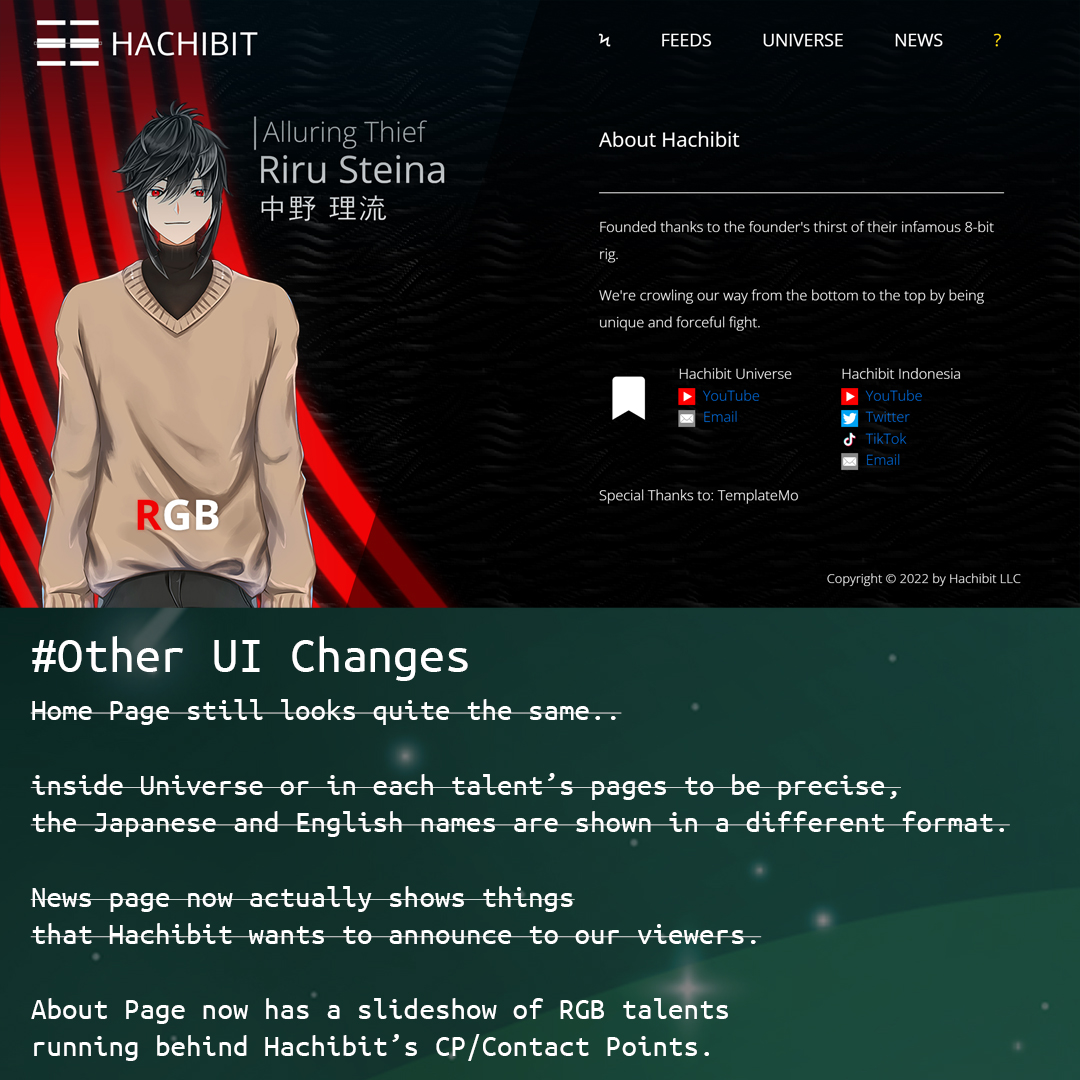 HACHIBIT
FEEDS
UNIVERSE
NEWS
?
Alluring Thief
Riru Steina
中野 理流
RGB
About Hachibit
Founded thanks to the founder's thirst of their infamous 8-bit
rig.
We're crowling our way from the bottom to the top by being
unique and forceful fight.
Hachibit Universe
YouTube
Email
Hachibit Indonesia
YouTube
Twitter
TikTok
Email
Special Thanks to: TemplateMo
Copyright © 2022 by Hachibit LLC
#Other UI Changes
Home Page still looks quite the same..
inside Universe or in each talent’s pages to be precise,
the Japanese and English names are shown in a different format.
News page now actually shows things
that Hachibit wants to announce to our viewers.
About Page now has a slideshow of RGB talents
running behind Hachibit’s CP/Contact Points.